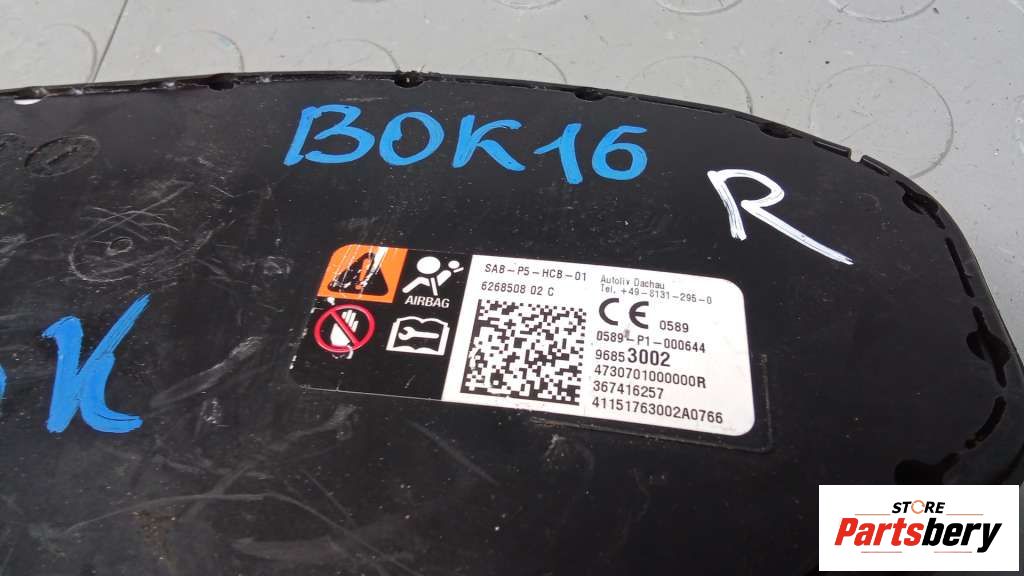 BOK16
R
K
AIRBAG
SAB-P5-HCB-01
6268508 02 C
Autoliv Dachau
Tel. +49-8131-295-0
CE 0589
0589-P1-000644
96853002
4730701000000R
367416257
41151763002A0766
STORE
Partsbery